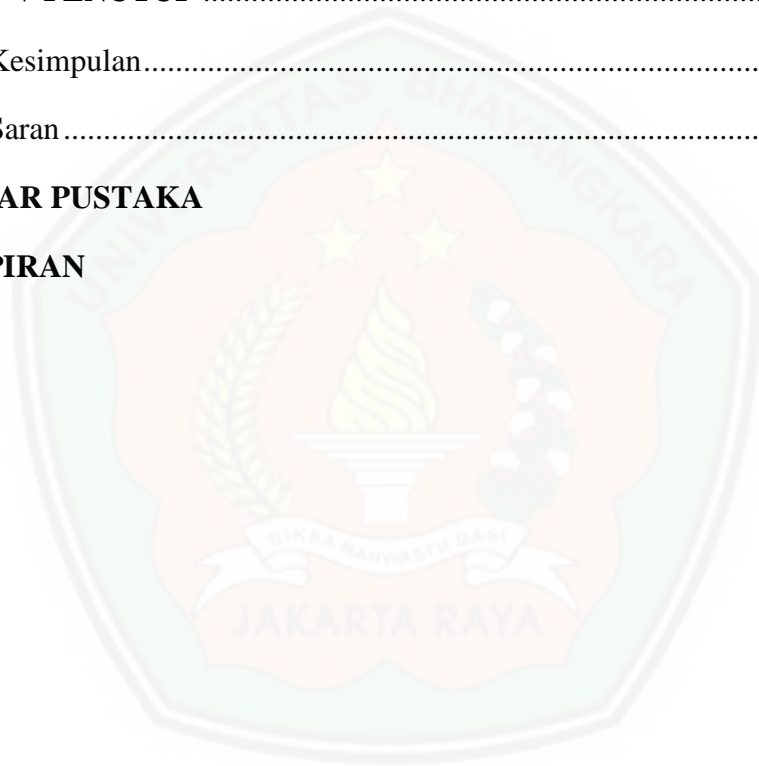 V PENUTUP ........................................................................
Kesimpulan........................................................................
Saran ........................................................................
AR PUSTAKA
PIRAN
UNIVERSITAS BHAYANGKARA
BIKSA MAHWASTU DASI
JAKARTA RAYA